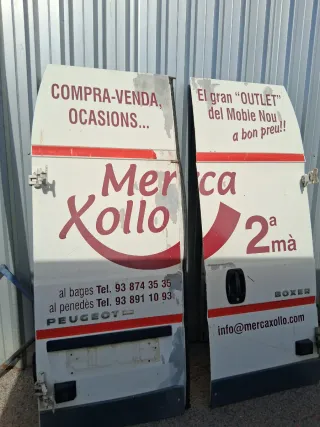 COMPRA-VENDA,
OCASIONS...
El gran "OUTLET"
del Moble Nou
a bon preu!!
Mercca
Xollo
2ª mà
al bages Tel. 93 874 35 35
al penedès Tel. 93 891 10 93
PEUGEOT
BOXER
info@mercaxollo.com